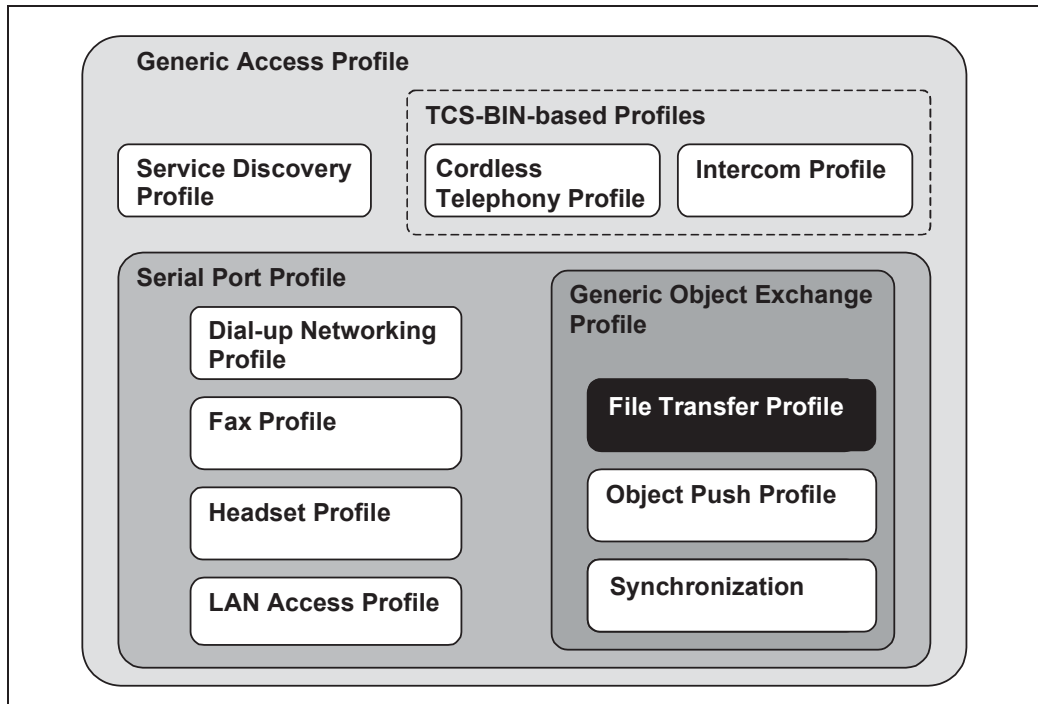 Generic Access Profile
TCS-BIN-based Profiles
Service Discovery
Profile
Cordless
Telephony Profile
Intercom Profile
Serial Port Profile
Dial-up Networking
Profile
Fax Profile
Headset Profile
LAN Access Profile
Generic Object Exchange
Profile
File Transfer Profile
Object Push Profile
Synchronization